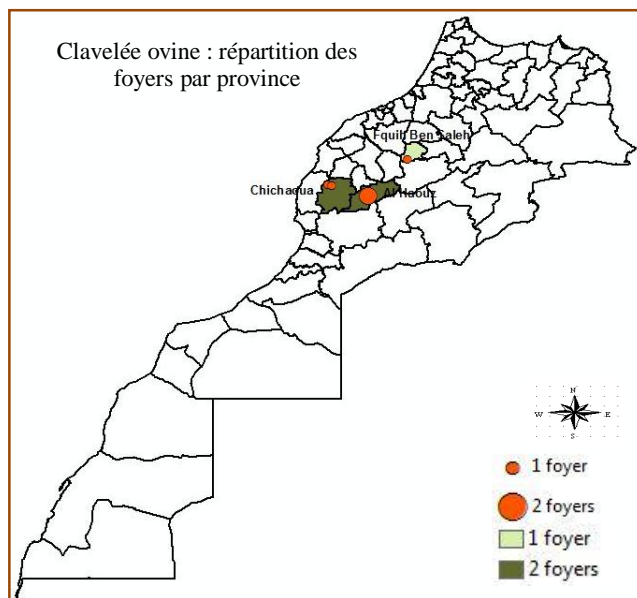 Clavelée ovine : répartition des
foyers par province
Fquih Ben Saleh
Chichaoua
Al Haouz
N
W E
S
1 foyer
2 foyers
1 foyer
2 foyers